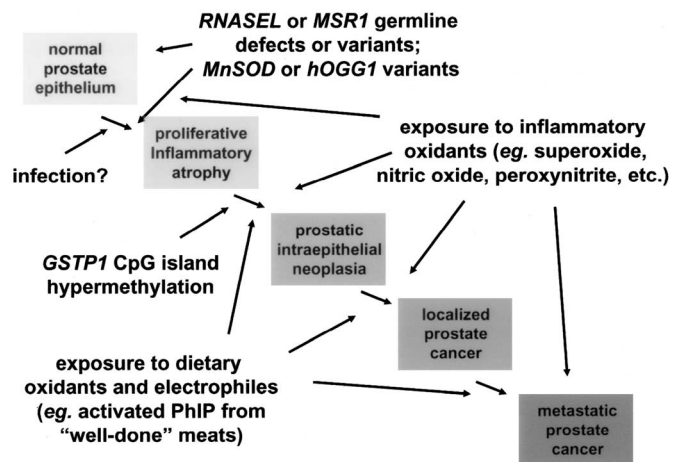 RNASEL or MSR1 germline
defects or variants;
MnSOD or hOGG1 variants
normal
prostate
epithelium
proliferative
Inflammatory
atrophy
exposure to inflammatory
oxidants (eg. superoxide,
nitric oxide, peroxynitrite, etc.)
infection?
prostatic
intraepithelial
neoplasia
GSTP1 CpG island
hypermethylation
localized
prostate
cancer
exposure to dietary
oxidants and electrophiles
(eg. activated PhIP from
“well-done” meats)
metastatic
prostate
cancer